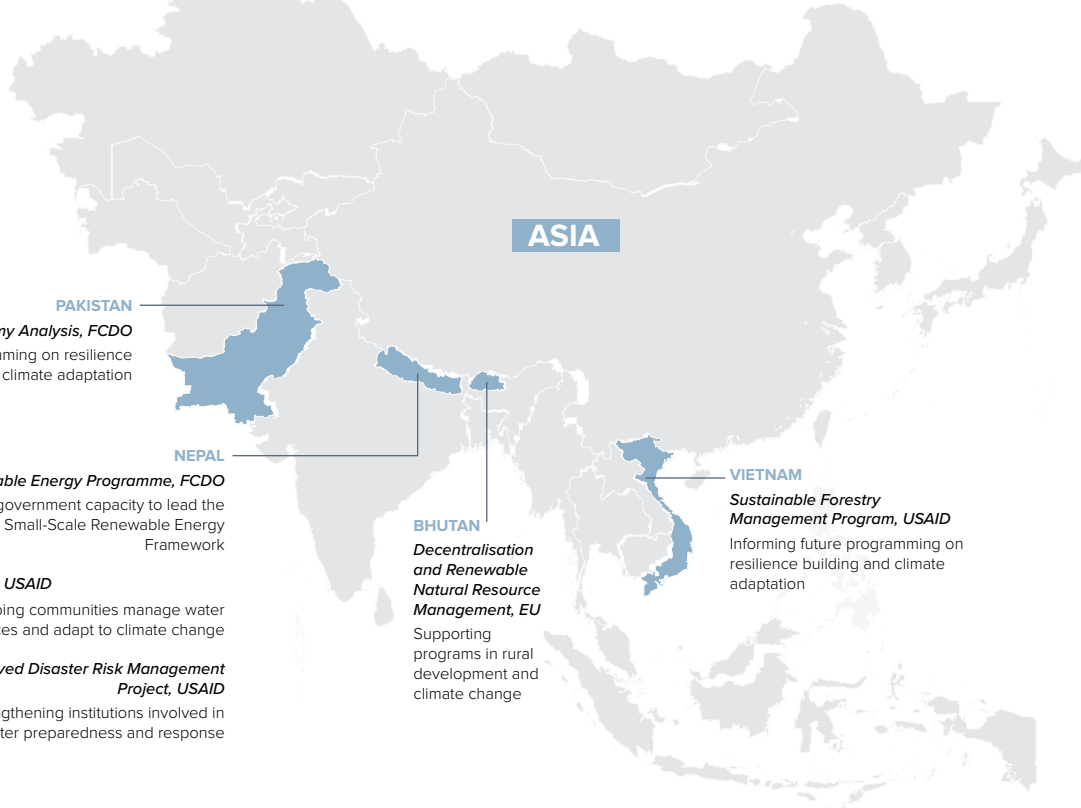 ASIA
PAKISTAN
my Analysis, FCDO
ming on resilience
climate adaptation
NEPAL
able Energy Programme, FCDO
government capacity to lead the
Small-Scale Renewable Energy
Framework
USAID
ing communities manage water
ces and adapt to climate change
ved Disaster Risk Management
Project, USAID
gthening institutions involved in
ter preparedness and response
BHUTAN
Decentralisation
and Renewable
Natural Resource
Management, EU
Supporting
programs in rural
development and
climate change
VIETNAM
Sustainable Forestry
Management Program, USAID
Informing future programming on
resilience building and climate
adaptation